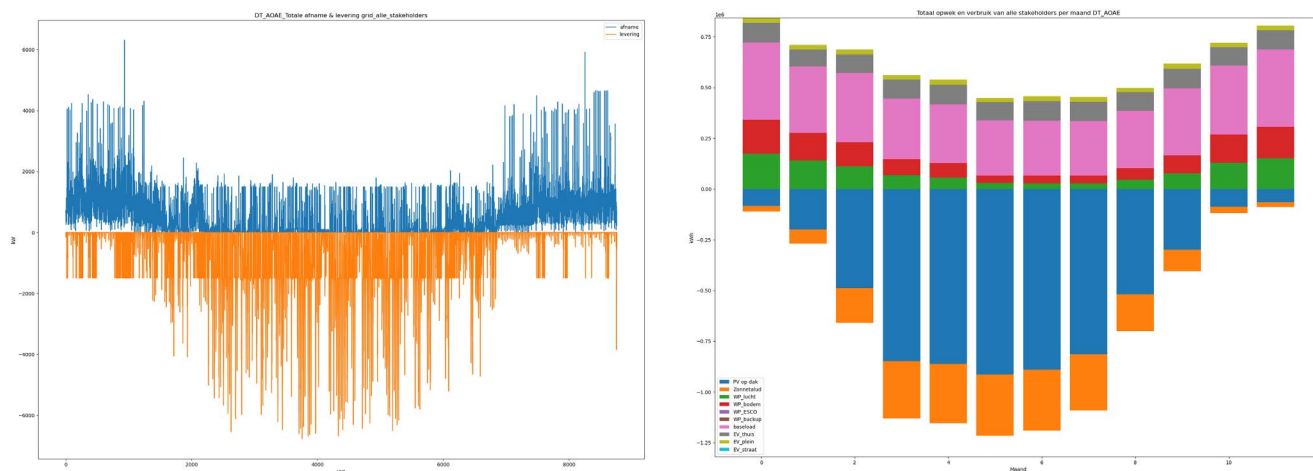 DT_AOAE_Totale afname & levering grid_alle_stakeholders
afname
levering
6000
4000
2000
0
−2000
−4000
−6000
kW
0
2000
4000
6000
8000
Totaal opwek en verbruik van alle stakeholders per maand DT_AOAE
1e6
0.75
0.50
0.25
0.00
−0.25
−0.50
−0.75
−1.00
−1.25
kWh
PV op dak
Zonnetalud
WP_lucht
WP_bodem
WP_ESCO
WP_backup
baseload
EV_thuis
EV_plein
EV_straat
0
2
4
6
8
10
Maand